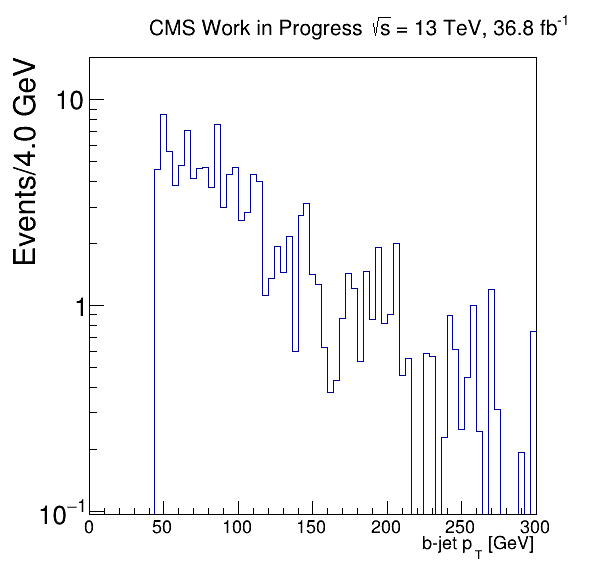 CMS Work in Progress √s = 13 TeV, 36.8 fb⁻¹
Events/4.0 GeV
10
1
10⁻¹
0 50 100 150 200 250 300
b-jet p_T [GeV]